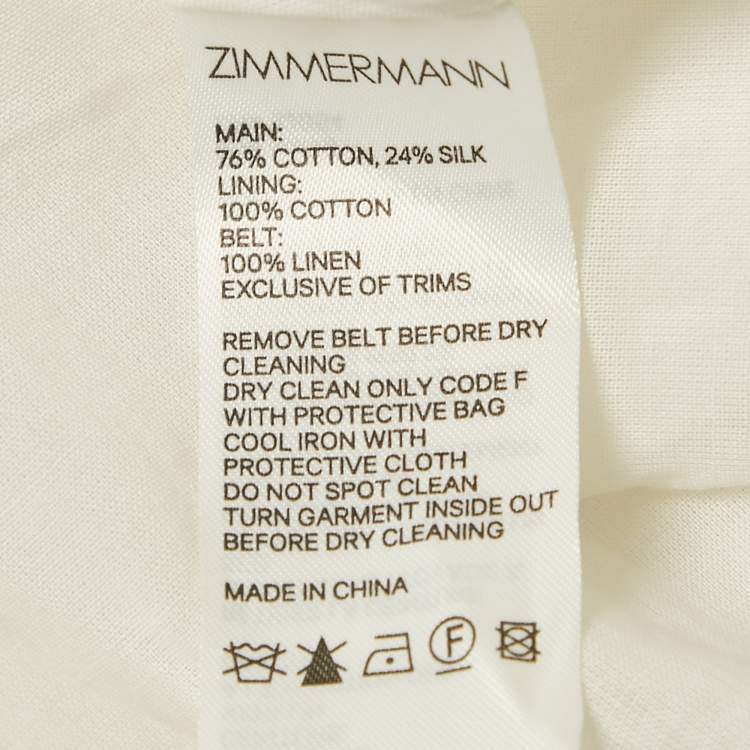 ZIMMERMANN
MAIN:
76% COTTON, 24% SILK
LINING:
100% COTTON
BELT:
100% LINEN
EXCLUSIVE OF TRIMS
REMOVE BELT BEFORE DRY
CLEANING
DRY CLEAN ONLY CODE F
WITH PROTECTIVE BAG
COOL IRON WITH
PROTECTIVE CLOTH
DO NOT SPOT CLEAN
TURN GARMENT INSIDE OUT
BEFORE DRY CLEANING
MADE IN CHINA
F